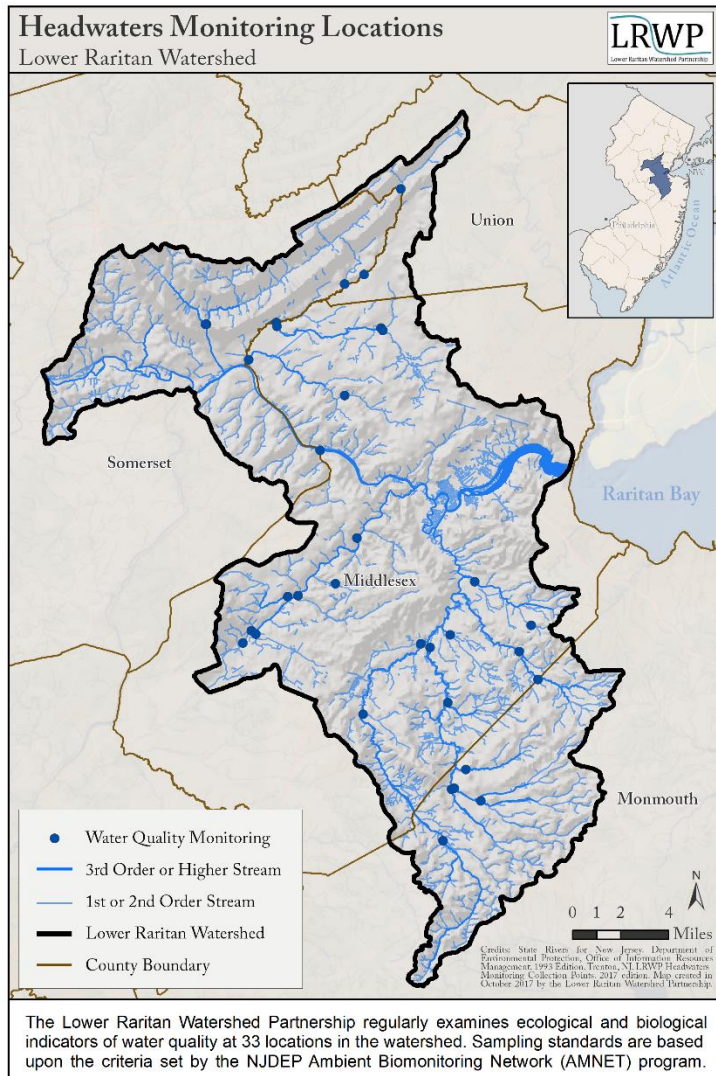 Headwaters Monitoring Locations
Lower Raritan Watershed
LRWP
Lower Raritan Watershed Partnership
NYC
Philadelphia
Atlantic Ocean
Union
Somerset
Raritan Bay
Middlesex
Monmouth
Water Quality Monitoring
3rd Order or Higher Stream
1st or 2nd Order Stream
Lower Raritan Watershed
County Boundary
N
0 1 2 4
Miles
Credits: State Rivers for New Jersey. Department of
Environmental Protection, Office of Information Resources
Management. 1993 Edition. Trenton, NJ. LRWP Headwaters
Monitoring Collection Points. 2017 edition. Map created in
October 2017 by the Lower Raritan Watershed Partnership.
The Lower Raritan Watershed Partnership regularly examines ecological and biological
indicators of water quality at 33 locations in the watershed. Sampling standards are based
upon the criteria set by the NJDEP Ambient Biomonitoring Network (AMNET) program.